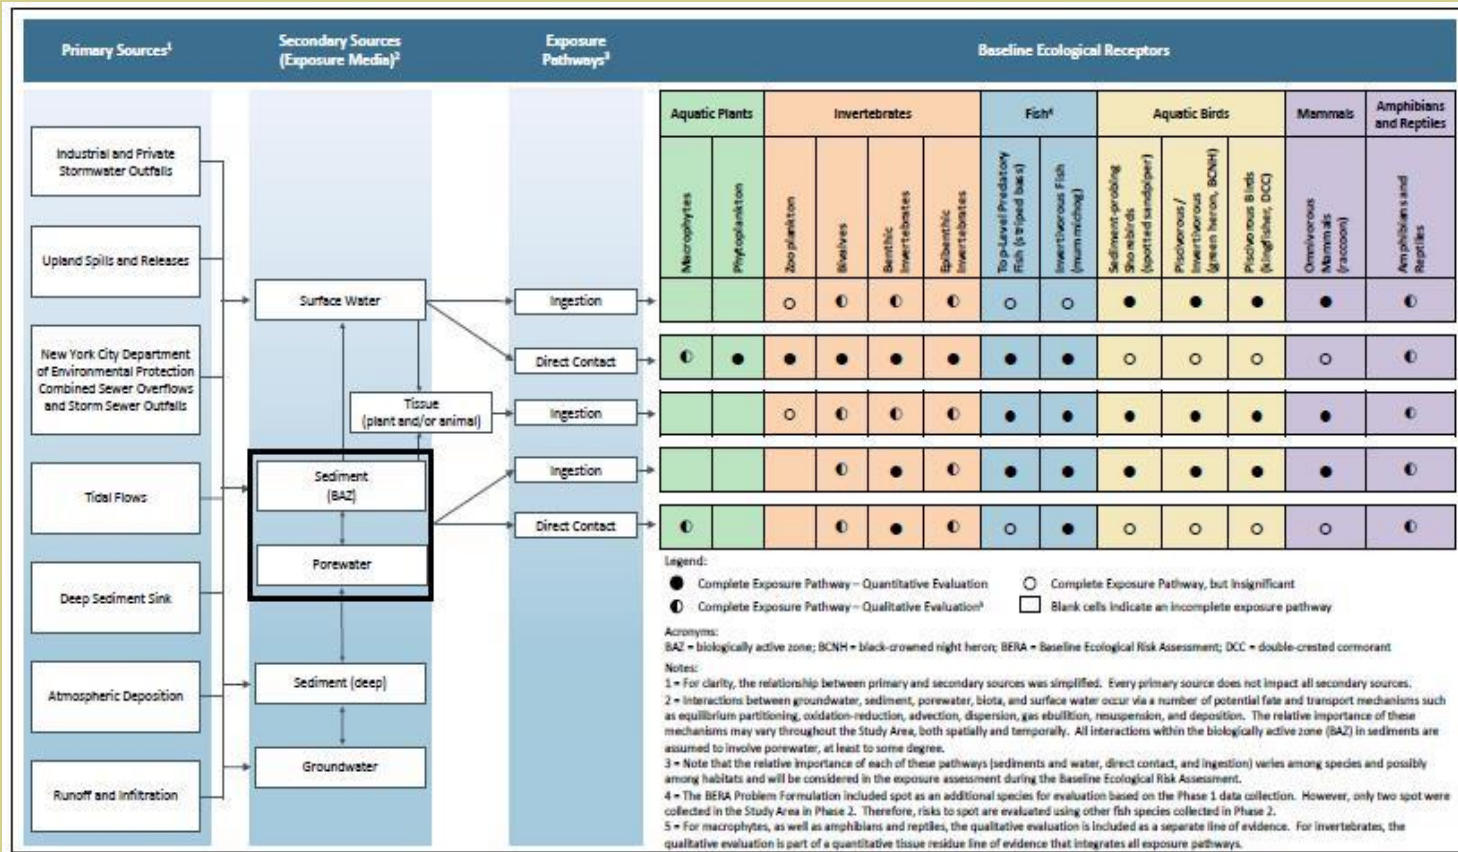 Primary Sources1
Secondary Sources
(Exposure Media)2
Exposure
Pathways3
Baseline Ecological Receptors
Industrial and Private
Stormwater Outfalls
Upland Spills and Releases
New York City Department
of Environmental Protection
Combined Sewer Overflows
and Storm Sewer Outfalls
Tidal Flows
Deep Sediment Sink
Atmospheric Deposition
Runoff and Infiltration
Surface Water
Tissue
(plant and/or animal)
Sediment
(BAZ)
Porewater
Sediment (deep)
Groundwater
Ingestion
Direct Contact
Ingestion
Ingestion
Direct Contact
Aquatic Plants
Invertebrates
Fish4
Aquatic Birds
Mammals
Amphibians
and Reptiles
Macrophytes
Phytoplankton
Zooplankton
Bivalves
Benthic
Invertebrates
Epibenthic
Invertebrates
Top-Level Predatory
Fish (striped bass)
Invertivorous Fish
(mummichog)
Sediment-probing
Shorebirds
(spotted sandpiper)
Piscivorous /
Invertivorous
(green heron, BCNH)
Piscivorous Birds
(kingfisher, DCC)
Omnivorous
Mammals
(raccoon)
Amphibians and
Reptiles
Legend:
Complete Exposure Pathway – Quantitative Evaluation
Complete Exposure Pathway, but Insignificant
Complete Exposure Pathway – Qualitative Evaluation5
Blank cells indicate an incomplete exposure pathway
Acronyms:
BAZ = biologically active zone; BCNH = black-crowned night heron; BERA = Baseline Ecological Risk Assessment; DCC = double-crested cormorant
Notes:
1 = For clarity, the relationship between primary and secondary sources was simplified. Every primary source does not impact all secondary sources.
2 = Interactions between groundwater, sediment, porewater, biota, and surface water occur via a number of potential fate and transport mechanisms such
as equilibrium partitioning, oxidation-reduction, advection, dispersion, gas ebullition, resuspension, and deposition. The relative importance of these
mechanisms may vary throughout the Study Area, both spatially and temporally. All interactions within the biologically active zone (BAZ) in sediments are
assumed to involve porewater, at least to some degree.
3 = Note that the relative importance of each of these pathways (sediments and water, direct contact, and ingestion) varies among species and possibly
among habitats and will be considered in the exposure assessment during the Baseline Ecological Risk Assessment.
4 = The BERA Problem Formulation included spot as an additional species for evaluation based on the Phase 1 data collection. However, only two spot were
collected in the Study Area in Phase 2. Therefore, risks to spot are evaluated using other fish species collected in Phase 2.
5 = For macrophytes, as well as amphibians and reptiles, the qualitative evaluation is included as a separate line of evidence. For invertebrates, the
qualitative evaluation is part of a quantitative tissue residue line of evidence that integrates all exposure pathways.